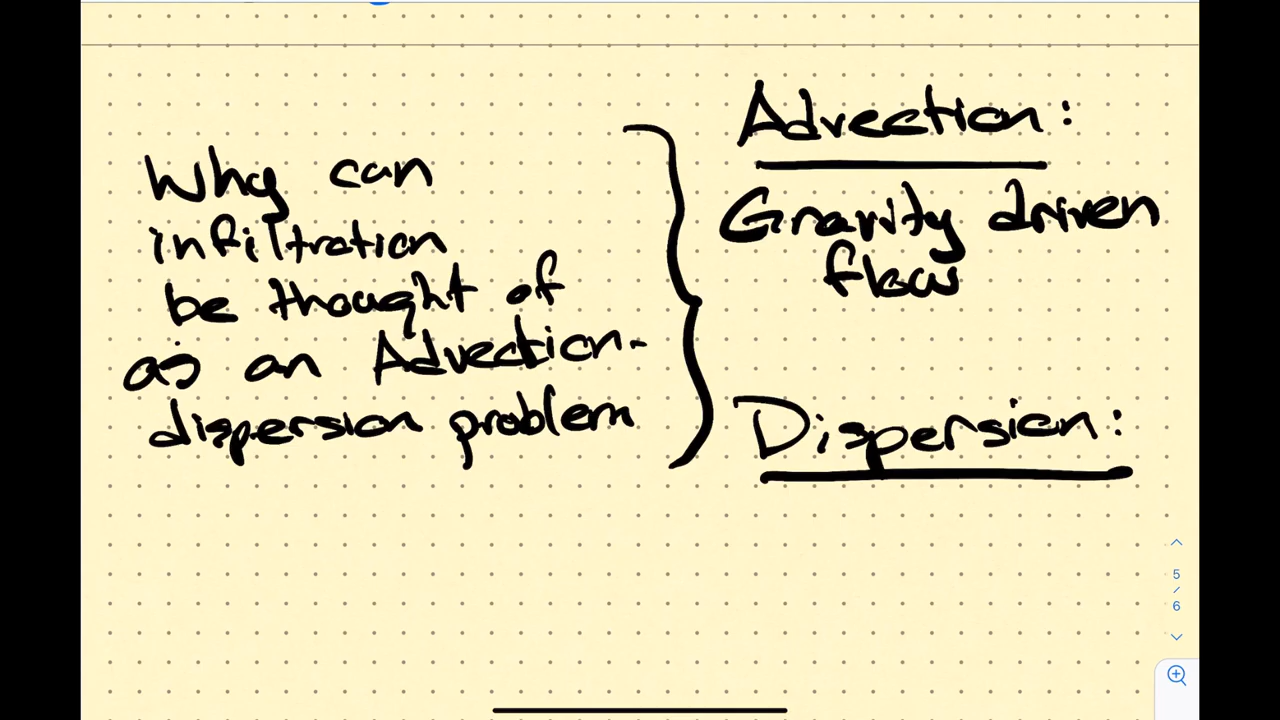 Why can
infiltration
be thought of
as an Advection-
dispersion problem
Advection:
Gravity driven
flow
Dispersion:
5
/
6